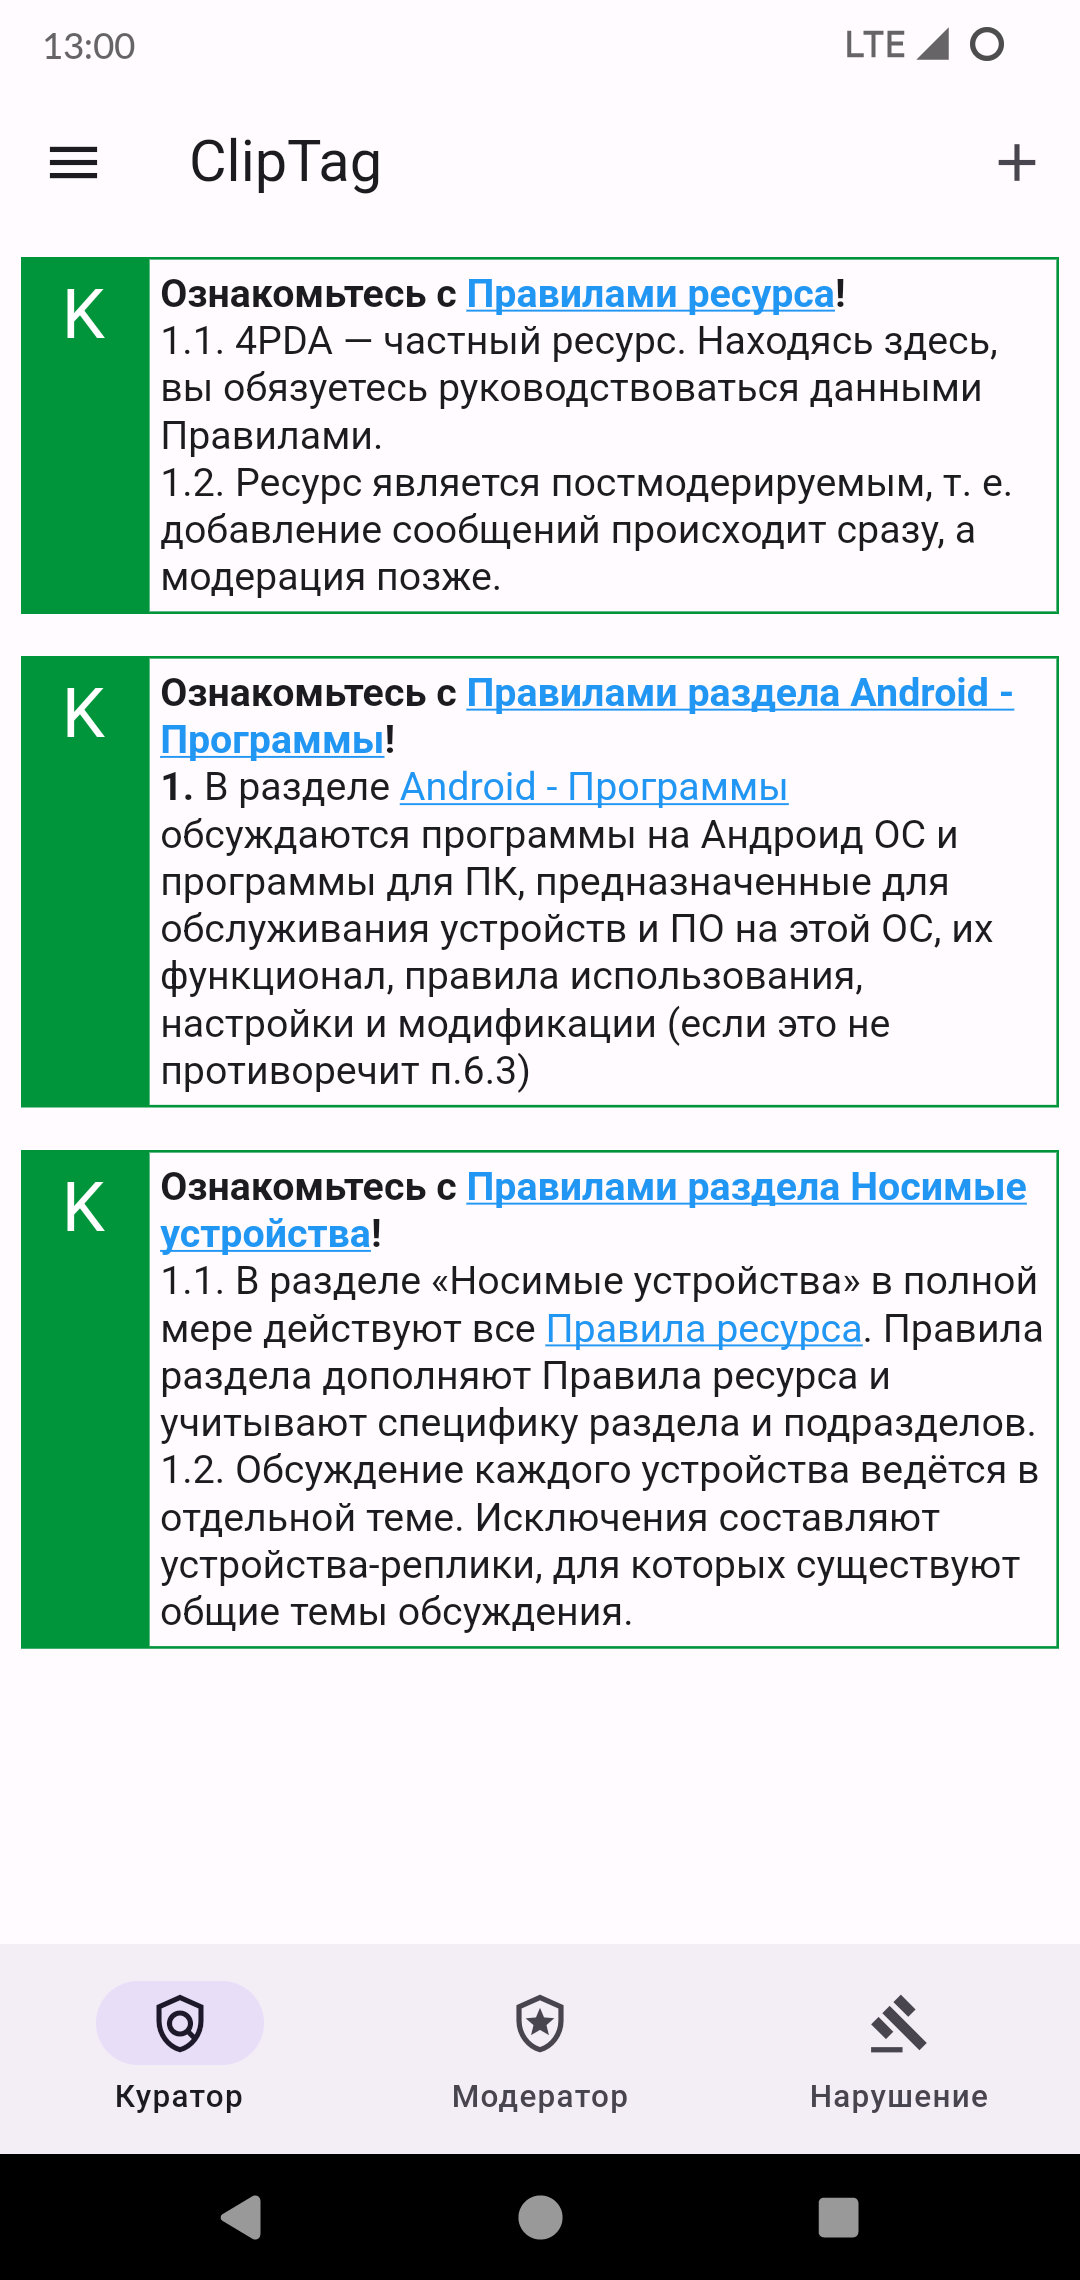 13:00
LTE
ClipTag
K
Ознакомьтесь с Правилами ресурса!
1.1. 4PDA — частный ресурс. Находясь здесь,
вы обязуетесь руководствоваться данными
Правилами.
1.2. Ресурс является постмодерируемым, т. е.
добавление сообщений происходит сразу, а
модерация позже.
K
Ознакомьтесь с Правилами раздела Android -
Программы!
1. В разделе Android - Программы
обсуждаются программы на Андроид ОС и
программы для ПК, предназначенные для
обслуживания устройств и ПО на этой ОС, их
функционал, правила использования,
настройки и модификации (если это не
противоречит п.6.3)
K
Ознакомьтесь с Правилами раздела Носимые
устройства!
1.1. В разделе «Носимые устройства» в полной
мере действуют все Правила ресурса. Правила
раздела дополняют Правила ресурса и
учитывают специфику раздела и подразделов.
1.2. Обсуждение каждого устройства ведётся в
отдельной теме. Исключения составляют
устройства-реплики, для которых существуют
общие темы обсуждения.
Куратор
Модератор
Нарушение